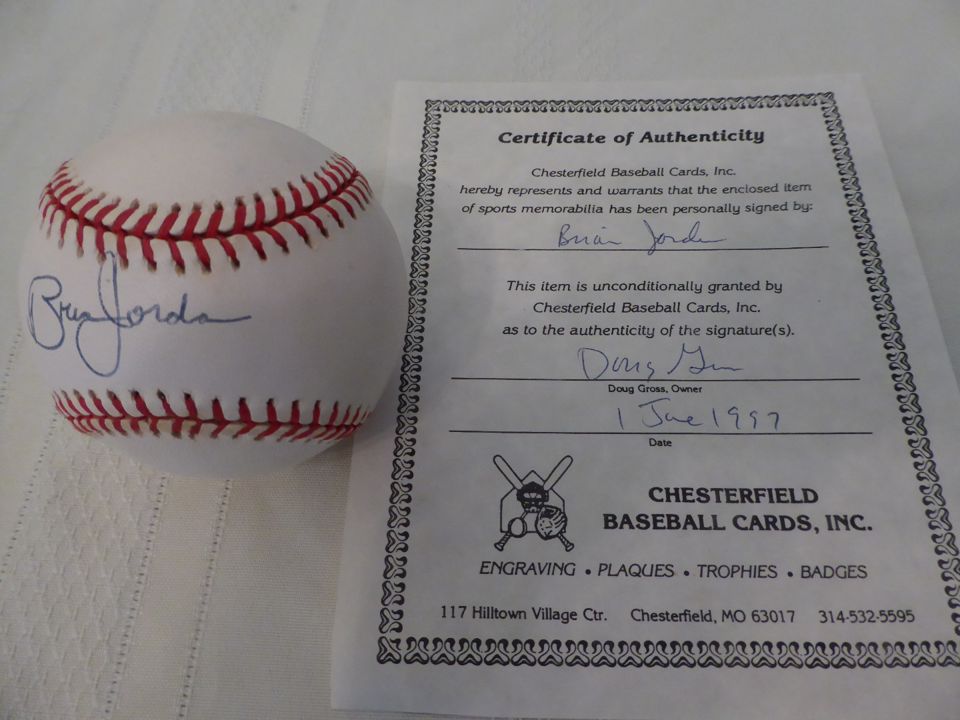 Brian Jordan
Certificate of Authenticity
Chesterfield Baseball Cards, Inc.
hereby represents and warrants that the enclosed item
of sports memorabilia has been personally signed by:
Brian Jordan
This item is unconditionally granted by
Chesterfield Baseball Cards, Inc.
as to the authenticity of the signature(s).
Doug Gross
Doug Gross, Owner
1 June 1997
Date
CHESTERFIELD
BASEBALL CARDS, INC.
ENGRAVING • PLAQUES • TROPHIES • BADGES
117 Hilltown Village Ctr. Chesterfield, MO 63017 314-532-5595